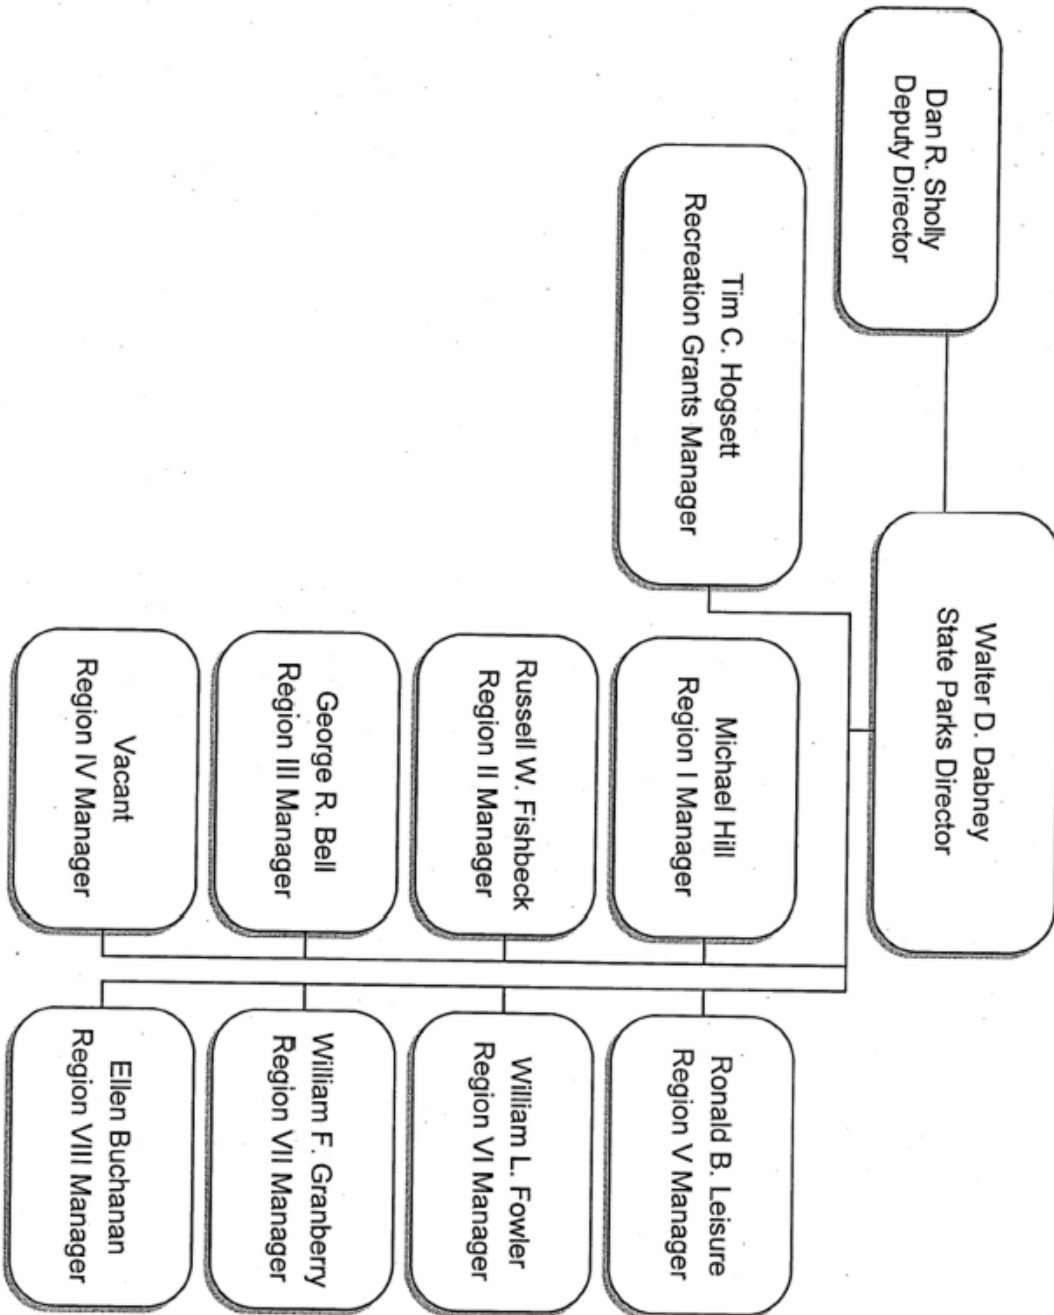 Walter D. Dabney
State Parks Director
Dan R. Sholly
Deputy Director
Tim C. Hogsett
Recreation Grants Manager
Michael Hill
Region I Manager
Ronald B. Leisure
Region V Manager
Russell W. Fishbeck
Region II Manager
William L. Fowler
Region VI Manager
George R. Bell
Region III Manager
William F. Granberry
Region VII Manager
Vacant
Region IV Manager
Ellen Buchanan
Region VIII Manager